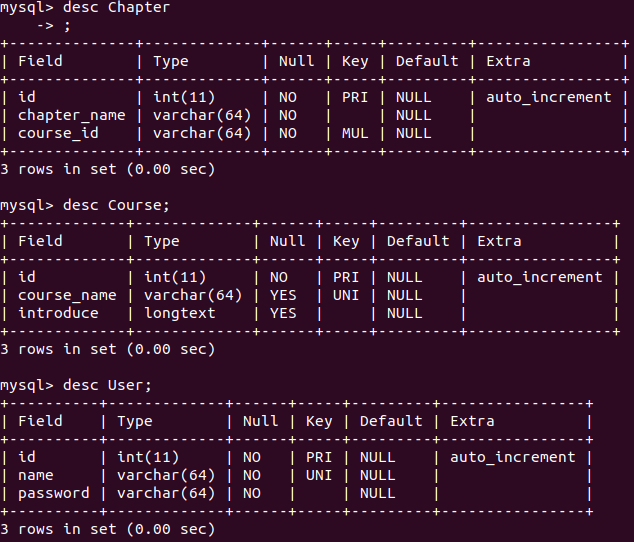 mysql> desc Chapter
    -> ;
+--------------+-------------+------+-----+---------+----------------+
| Field        | Type        | Null | Key | Default | Extra          |
+--------------+-------------+------+-----+---------+----------------+
| id           | int(11)     | NO   | PRI | NULL    | auto_increment |
| chapter_name | varchar(64) | NO   |     | NULL    |                |
| course_id    | varchar(64) | NO   | MUL | NULL    |                |
+--------------+-------------+------+-----+---------+----------------+
3 rows in set (0.00 sec)

mysql> desc Course;
+-------------+-------------+------+-----+---------+----------------+
| Field       | Type        | Null | Key | Default | Extra          |
+-------------+-------------+------+-----+---------+----------------+
| id          | int(11)     | NO   | PRI | NULL    | auto_increment |
| course_name | varchar(64) | YES  | UNI | NULL    |                |
| introduce   | longtext    | YES  |     | NULL    |                |
+-------------+-------------+------+-----+---------+----------------+
3 rows in set (0.00 sec)

mysql> desc User;
+----------+-------------+------+-----+---------+----------------+
| Field    | Type        | Null | Key | Default | Extra          |
+----------+-------------+------+-----+---------+----------------+
| id       | int(11)     | NO   | PRI | NULL    | auto_increment |
| name     | varchar(64) | NO   | UNI | NULL    |                |
| password | varchar(64) | NO   |     | NULL    |                |
+----------+-------------+------+-----+---------+----------------+
3 rows in set (0.00 sec)